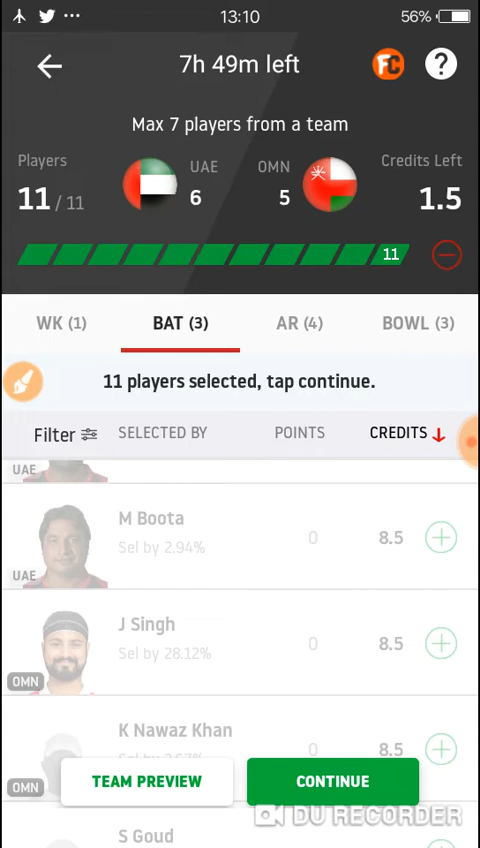 13:10
56%
7h 49m left
FC
?
Max 7 players from a team
Players
UAE
OMN
Credits Left
11 / 11
6
5
1.5
11
WK (1)
BAT (3)
AR (4)
BOWL (3)
11 players selected, tap continue.
Filter
SELECTED BY
POINTS
CREDITS
UAE
M Boota
Sel by 2.94%
0
8.5
UAE
J Singh
Sel by 28.12%
0
8.5
OMN
K Nawaz Khan
0
8.5
OMN
TEAM PREVIEW
CONTINUE
DU RECORDER
S Goud